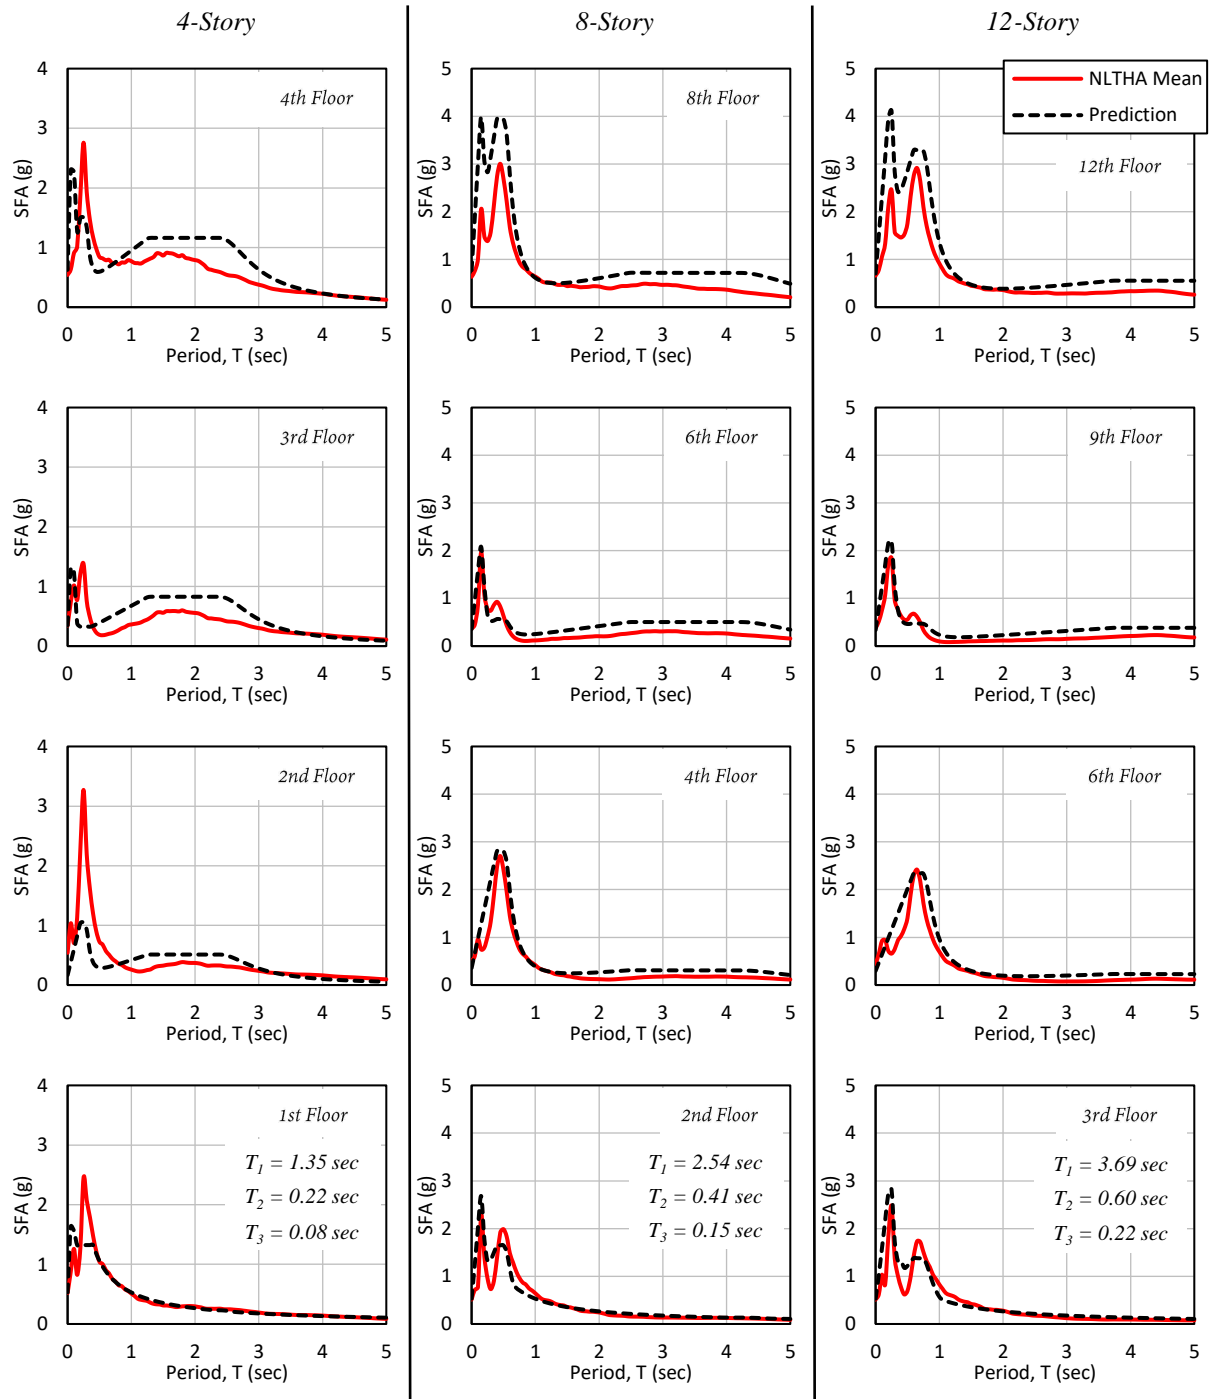 4-Story
8-Story
12-Story
4
3
2
1
0
SFA (g)
4th Floor
0 1 2 3 4 5
Period, T (sec)
5
4
3
2
1
0
SFA (g)
8th Floor
0 1 2 3 4 5
Period, T (sec)
5
4
3
2
1
0
SFA (g)
NLTHA Mean
Prediction
12th Floor
0 1 2 3 4 5
Period, T (sec)
4
3
2
1
0
SFA (g)
3rd Floor
0 1 2 3 4 5
Period, T (sec)
5
4
3
2
1
0
SFA (g)
6th Floor
0 1 2 3 4 5
Period, T (sec)
5
4
3
2
1
0
SFA (g)
9th Floor
0 1 2 3 4 5
Period, T (sec)
4
3
2
1
0
SFA (g)
2nd Floor
0 1 2 3 4 5
Period, T (sec)
5
4
3
2
1
0
SFA (g)
4th Floor
0 1 2 3 4 5
Period, T (sec)
5
4
3
2
1
0
SFA (g)
6th Floor
0 1 2 3 4 5
Period, T (sec)
4
3
2
1
0
SFA (g)
1st Floor
T1 = 1.35 sec
T2 = 0.22 sec
T3 = 0.08 sec
0 1 2 3 4 5
Period, T (sec)
5
4
3
2
1
0
SFA (g)
2nd Floor
T1 = 2.54 sec
T2 = 0.41 sec
T3 = 0.15 sec
0 1 2 3 4 5
Period, T (sec)
5
4
3
2
1
0
SFA (g)
3rd Floor
T1 = 3.69 sec
T2 = 0.60 sec
T3 = 0.22 sec
0 1 2 3 4 5
Period, T (sec)